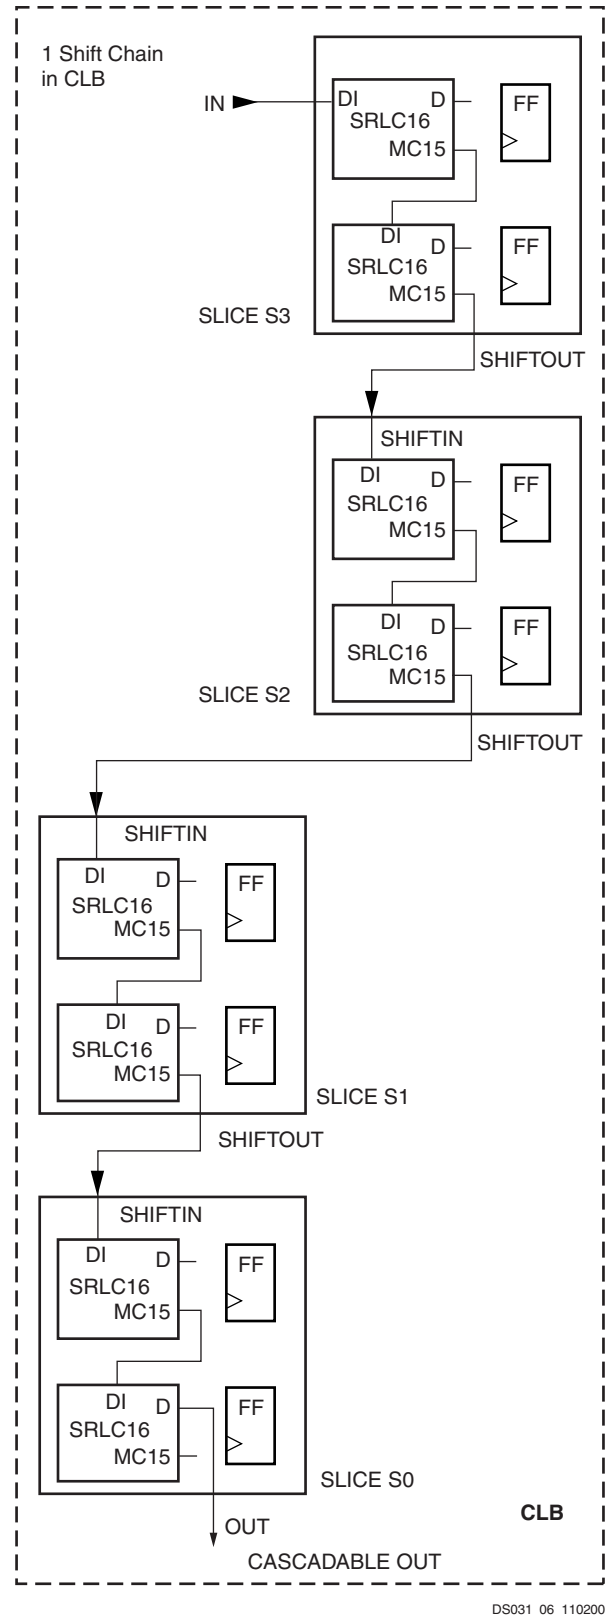 1 Shift Chain
in CLB
IN
DI
D
SRLC16
MC15
FF
DI
D
SRLC16
MC15
FF
SLICE S3
SHIFTOUT
SHIFTIN
DI
D
SRLC16
MC15
FF
DI
D
SRLC16
MC15
FF
SLICE S2
SHIFTOUT
SHIFTIN
DI
D
SRLC16
MC15
FF
DI
D
SRLC16
MC15
FF
SLICE S1
SHIFTOUT
SHIFTIN
DI
D
SRLC16
MC15
FF
DI
D
SRLC16
MC15
FF
SLICE S0
OUT
CLB
CASCADABLE OUT
DS031_06_110200